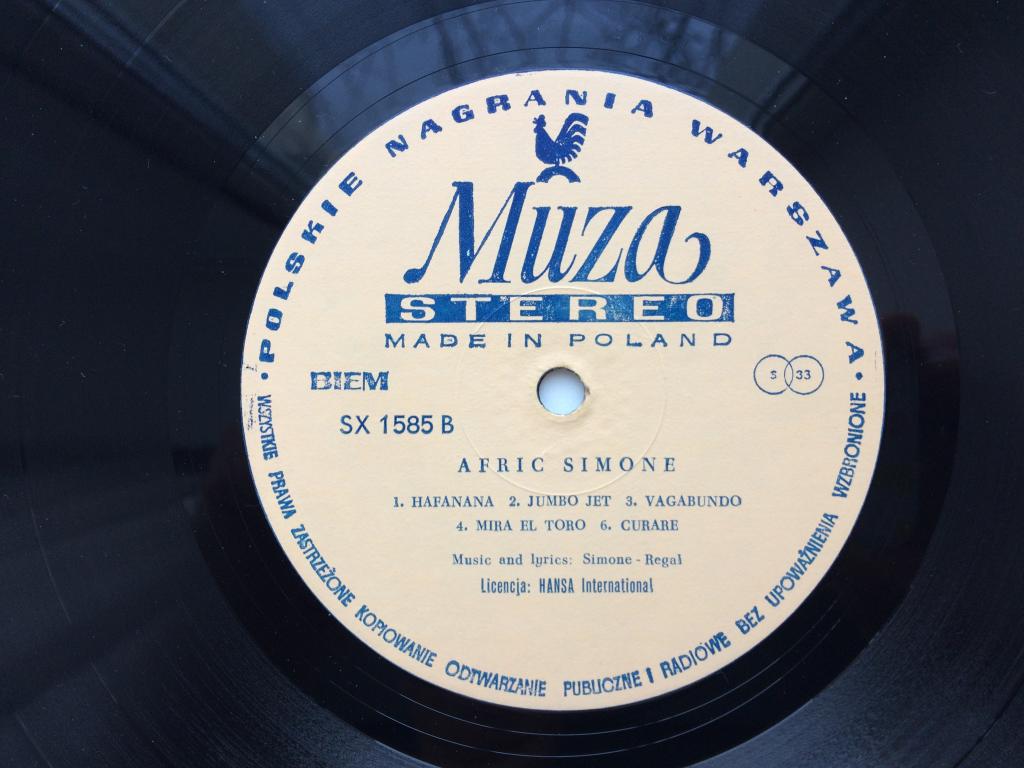 • POLSKIE NAGRANIA WARSZAWA •
Muza
STEREO
MADE IN POLAND
BIEM
S 33
SX 1585 B
AFRIC SIMONE
1. HAFANANA 2. JUMBO JET 3. VAGABUNDO
4. MIRA EL TORO 6. CURARE
Music and lyrics: Simone - Regal
Licencja: HANSA International
WSZYSTKIE PRAWA ZASTRZEŻONE KOPIOWANIE ODTWARZANIE PUBLICZNE I RADIOWE BEZ UPOWAŻNIENIA WZBRONIONE